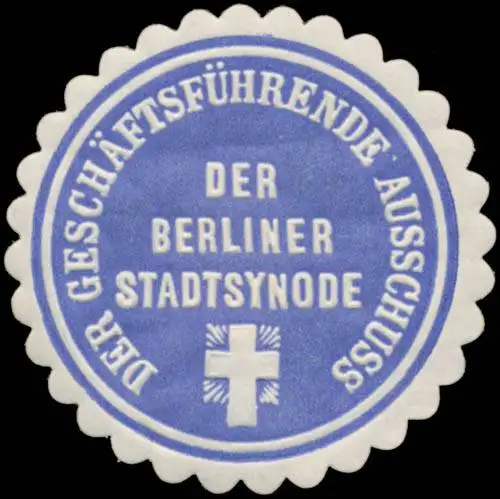 DER GESCHÄFTSFÜHRENDE AUSSCHUSS
DER
BERLINER
STADTSYNODE